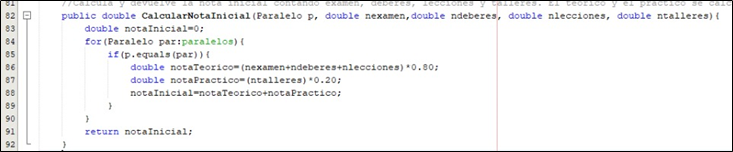 81 //Calcula y devuelve la nota inicial contando examen, deberes, lecciones y talleres. El teorico y el practico se calc
82 public double CalcularNotaInicial(Paralelo p, double nexamen,double ndeberes, double nlecciones, double ntalleres){
83 double notaInicial=0;
84 for(Paralelo par:paralelos){
85 if(p.equals(par)){
86 double notaTeorico=(nexamen+ndeberes+nlecciones)*0.80;
87 double notaPractico=(ntalleres)*0.20;
88 notaInicial=notaTeorico+notaPractico;
89 }
90 }
91 return notaInicial;
92 }